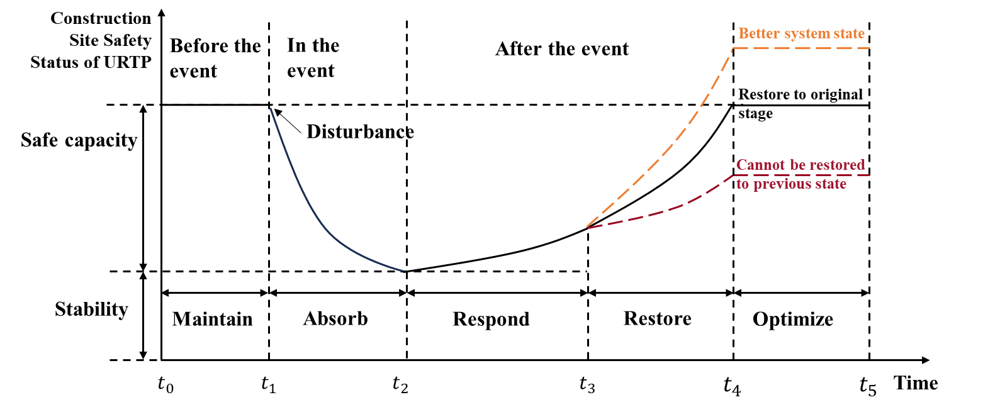 Construction
Site Safety
Status of URTP
Before the
event
In the
event
After the event
Better system state
Restore to original
stage
Safe capacity
Disturbance
Cannot be restored
to previous state
Stability
Maintain
Absorb
Respond
Restore
Optimize
t₀
t₁
t₂
t₃
t₄
t₅
Time